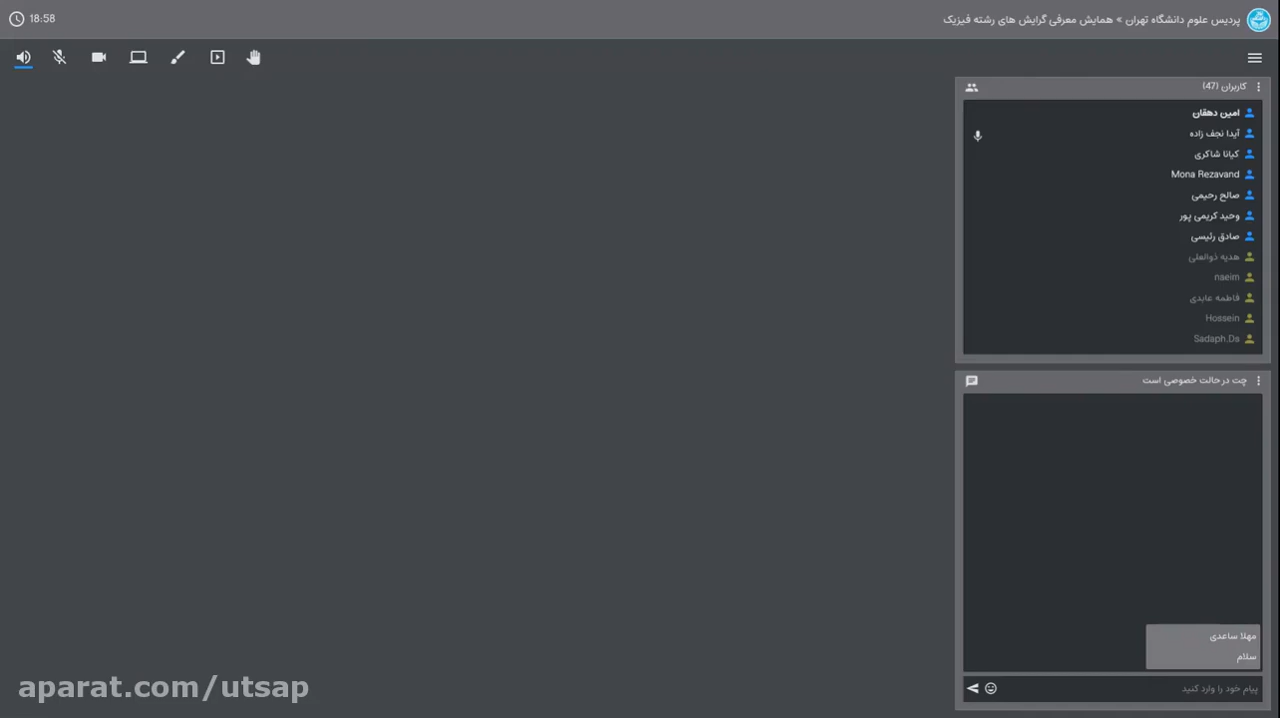 18:58
پردیس علوم دانشگاه تهران » همایش معرفی گرایش های رشته فیزیک
کاربران (47)
امین دهقان
آیدا نجف زاده
کیانا شاکری
Mona Rezavand
صالح رحیمی
وحید کریمی پور
صادق رئیسی
هدیه ذوالعلی
naeim
فاطمه عابدی
Hossein
Sadaph.Da
چت در حالت خصوصی است
مهلا ساعدی
سلام
پیام خود را وارد کنید
aparat.com/utsap